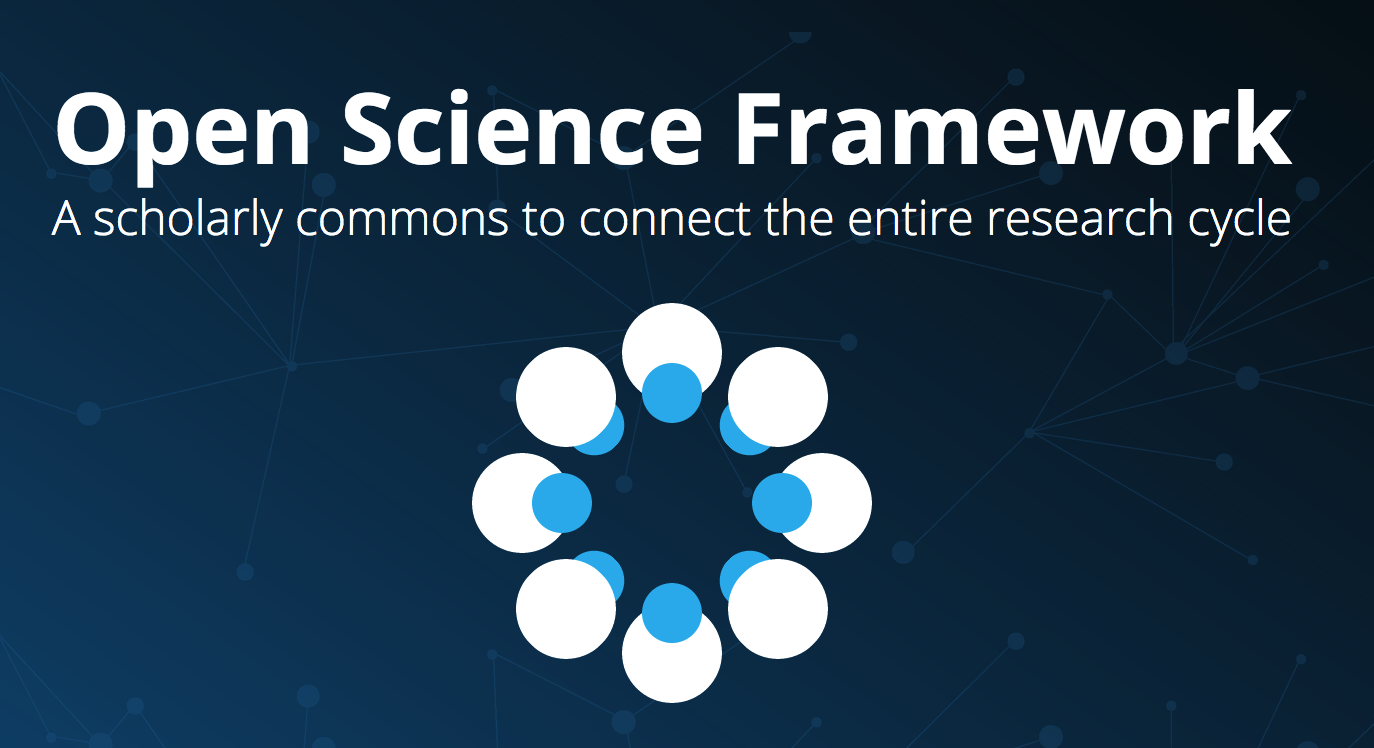 Open Science Framework
A scholarly commons to connect the entire research cycle